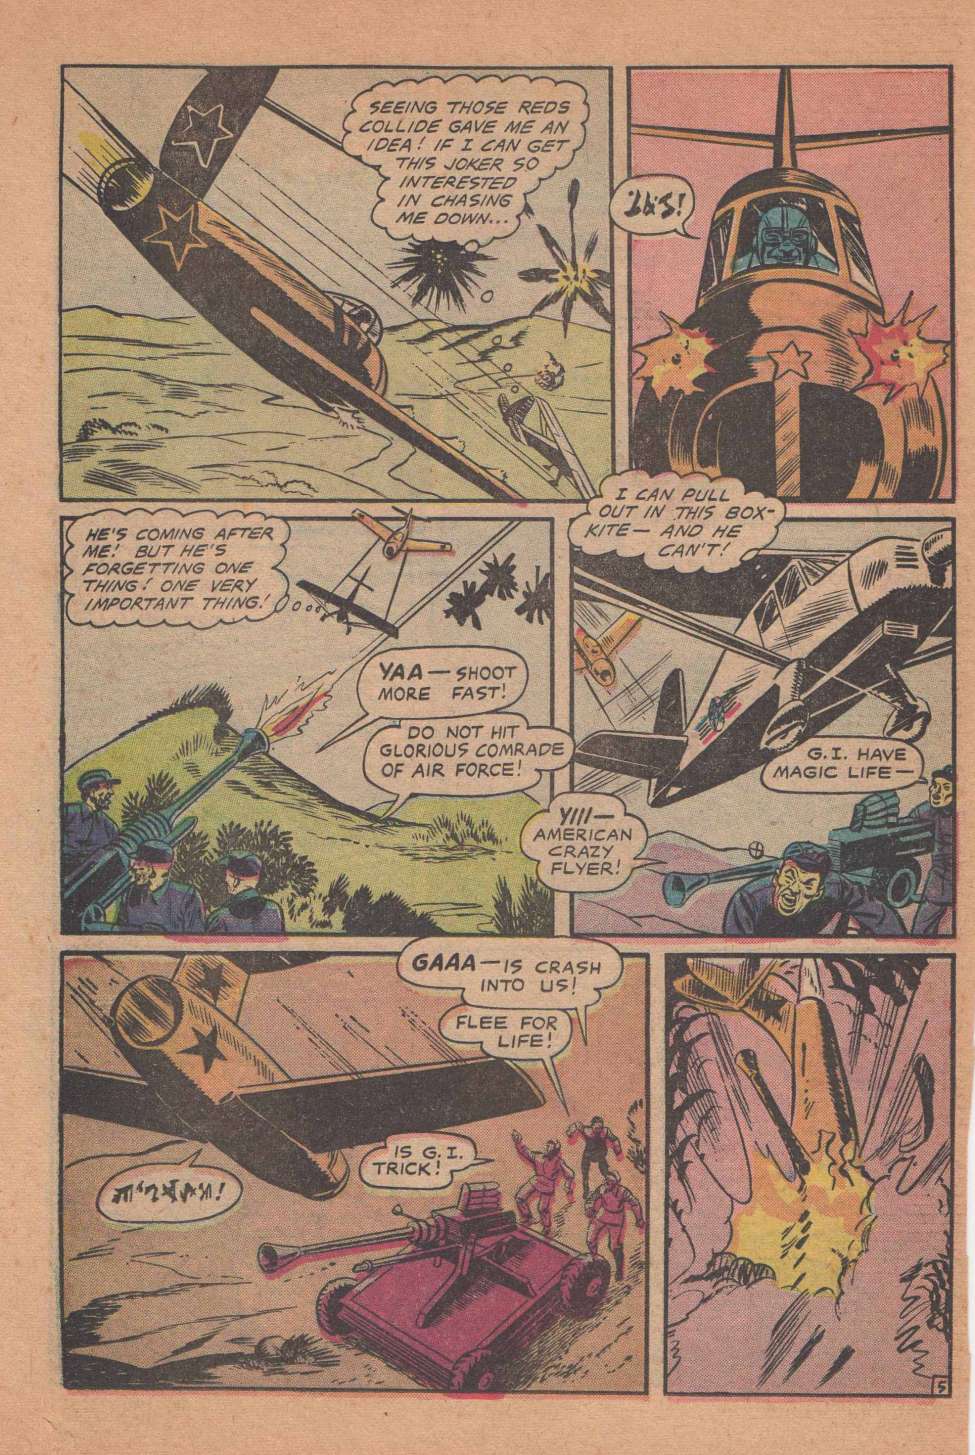 SEEING THOSE REDS
COLLIDE GAVE ME AN
IDEA! IF I CAN GET
THIS JOKER SO
INTERESTED
IN CHASING
ME DOWN...
HE'S COMING AFTER
ME! BUT HE'S
FORGETTING ONE
THING! ONE VERY
IMPORTANT THING!
YAA—SHOOT
MORE FAST!
DO NOT HIT
GLORIOUS COMRADE
OF AIR FORCE!
I CAN PULL
OUT IN THIS BOX-
KITE— AND HE
CAN'T!
G.I. HAVE
MAGIC LIFE—
YIII—
AMERICAN
CRAZY
FLYER!
GAAA—IS CRASH
INTO US!
FLEE FOR
LIFE!
IS G.I.
TRICK!
5